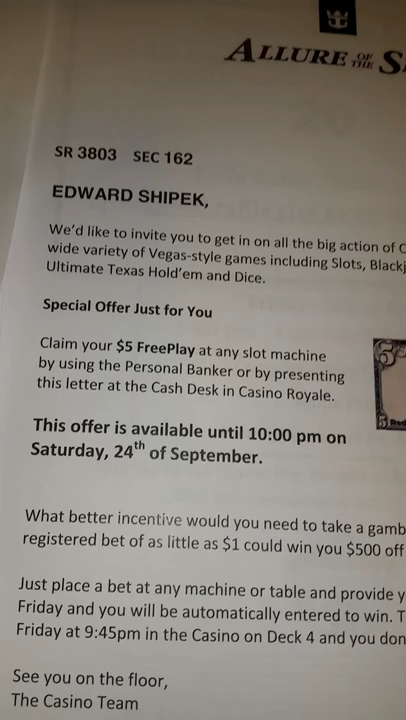 ALLURE OF THE S
SR 3803 SEC 162
EDWARD SHIPEK,
We'd like to invite you to get in on all the big action of C
wide variety of Vegas-style games including Slots, Blackj
Ultimate Texas Hold'em and Dice.
Special Offer Just for You
Claim your $5 FreePlay at any slot machine
by using the Personal Banker or by presenting
this letter at the Cash Desk in Casino Royale.
5
This offer is available until 10:00 pm on
Saturday, 24th of September.
What better incentive would you need to take a gamb
registered bet of as little as $1 could win you $500 off
Just place a bet at any machine or table and provide y
Friday and you will be automatically entered to win. T
Friday at 9:45pm in the Casino on Deck 4 and you don
See you on the floor,
The Casino Team